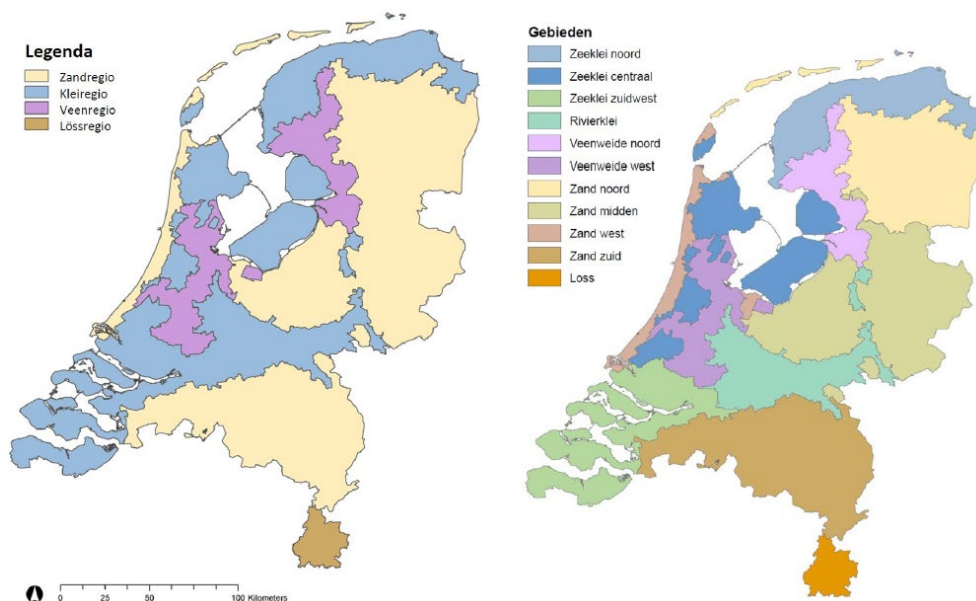 Legenda
Zandregio
Kleiregio
Veenregio
Lössregio
0 25 50 100 Kilometers
Gebieden
Zeeklei noord
Zeeklei centraal
Zeeklei zuidwest
Rivierklei
Veenweide noord
Veenweide west
Zand noord
Zand midden
Zand west
Zand zuid
Loss